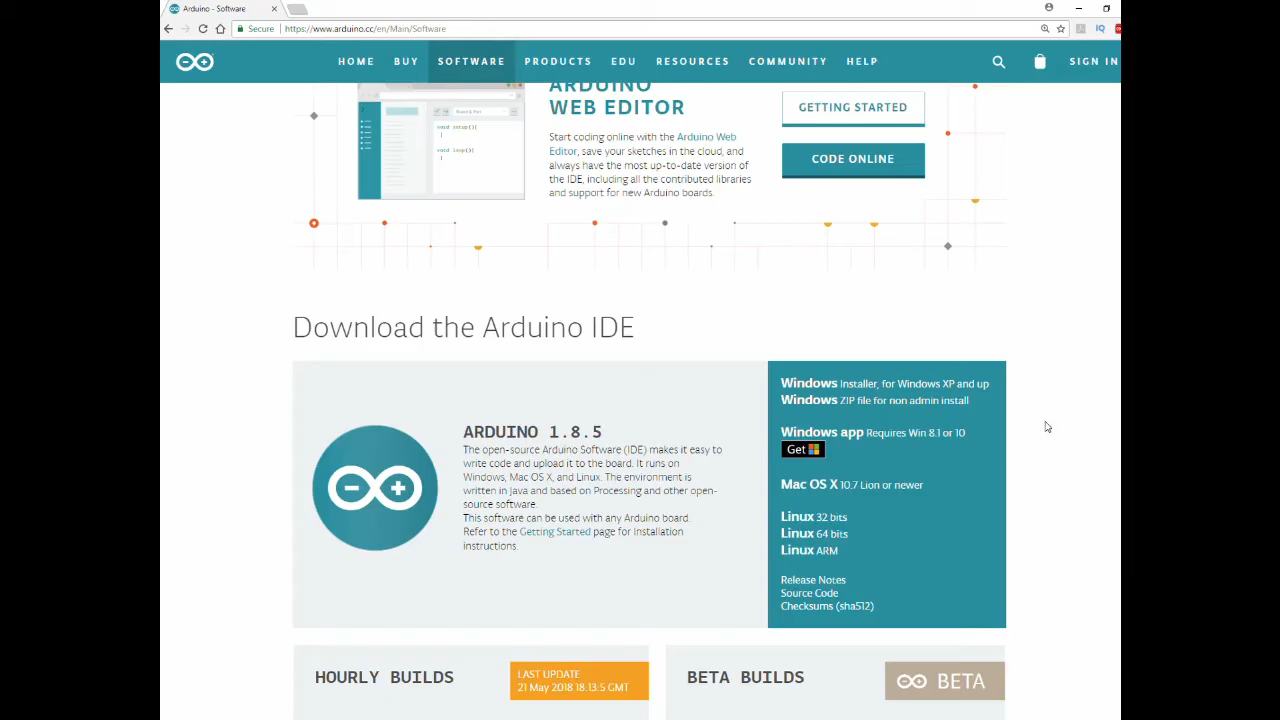 Arduino - Software
Secure https://www.arduino.cc/en/Main/Software
HOME BUY SOFTWARE PRODUCTS EDU RESOURCES COMMUNITY HELP SIGN IN
ARDUINO
WEB EDITOR
Start coding online with the Arduino Web
Editor, save your sketches in the cloud, and
always have the most up-to-date version of
the IDE, including all the contributed libraries
and support for new Arduino boards.
GETTING STARTED
CODE ONLINE
void setup(){
void loop(){
Download the Arduino IDE
ARDUINO 1.8.5
The open-source Arduino Software (IDE) makes it easy to
write code and upload it to the board. It runs on
Windows, Mac OS X, and Linux. The environment is
written in Java and based on Processing and other open-
source software.
This software can be used with any Arduino board.
Refer to the Getting Started page for Installation
instructions.
Windows Installer, for Windows XP and up
Windows ZIP file for non admin install
Windows app Requires Win 8.1 or 10
Get
Mac OS X 10.7 Lion or newer
Linux 32 bits
Linux 64 bits
Linux ARM
Release Notes
Source Code
Checksums (sha512)
HOURLY BUILDS
LAST UPDATE
21 May 2018 18:13:5 GMT
BETA BUILDS
BETA